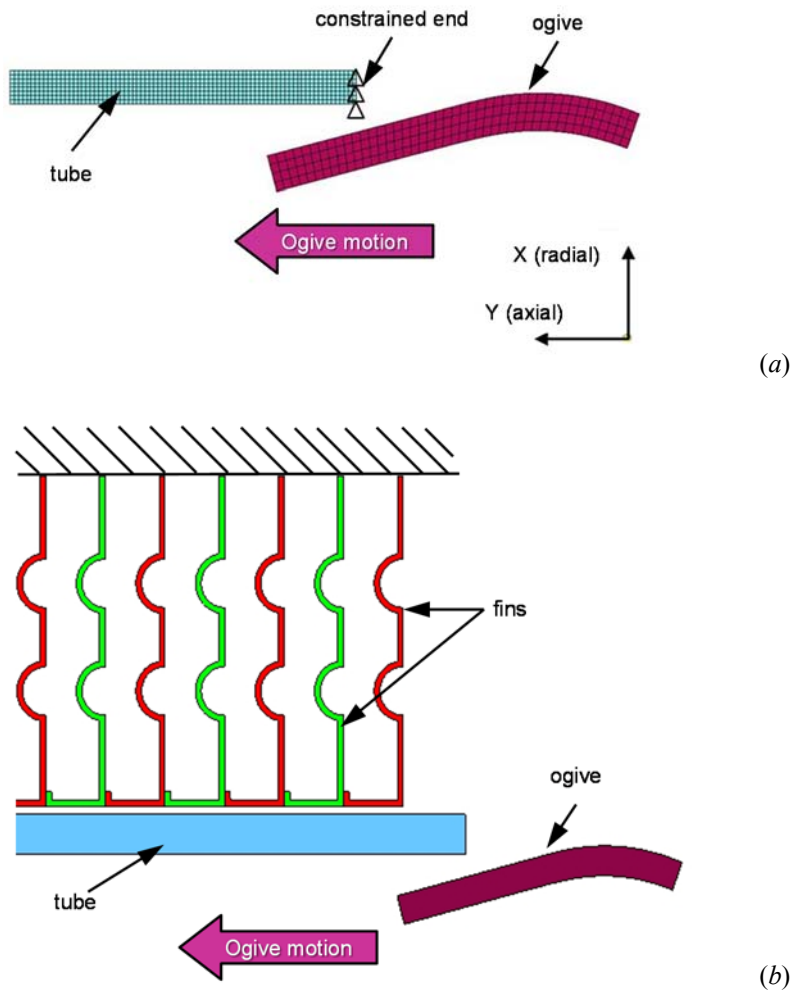 constrained end
ogive
tube
Ogive motion
X (radial)
Y (axial)
(a)
fins
ogive
tube
Ogive motion
(b)